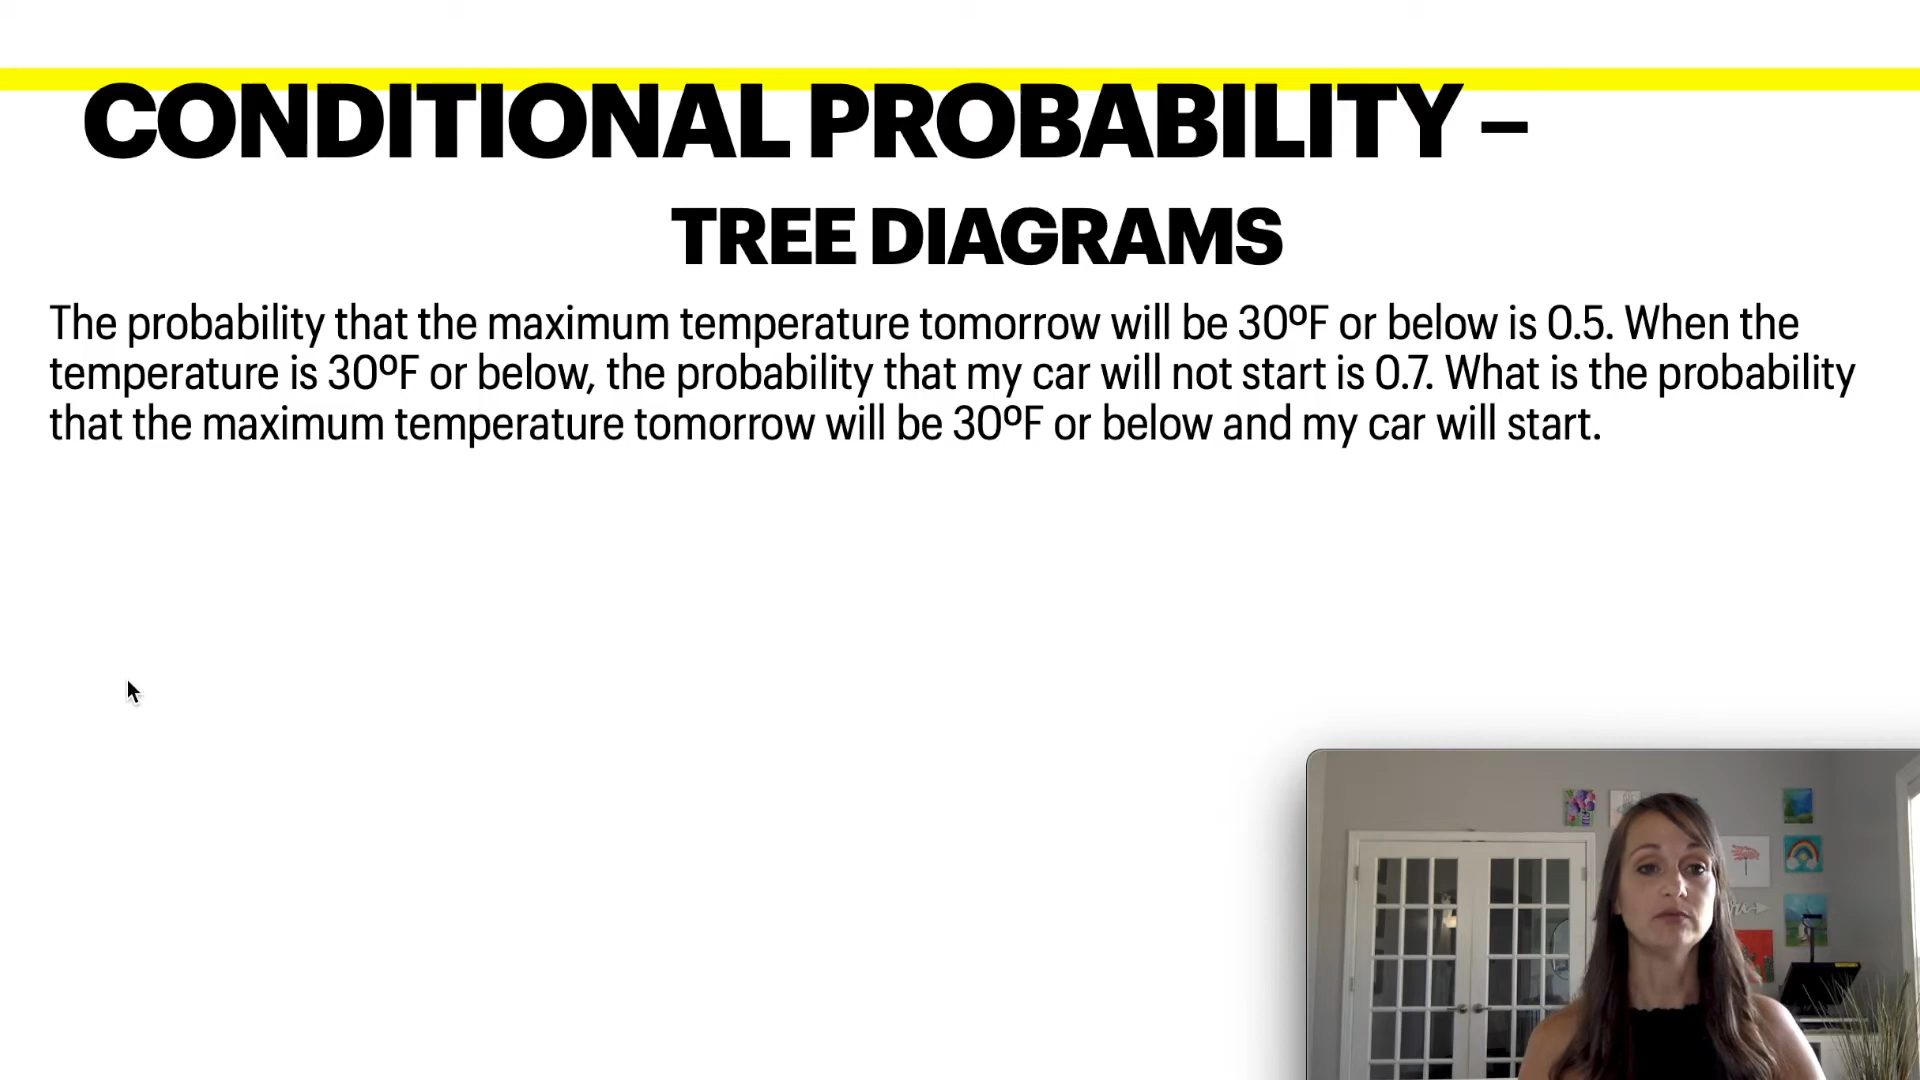 CONDITIONAL PROBABILITY –
TREE DIAGRAMS
The probability that the maximum temperature tomorrow will be 30ºF or below is 0.5. When the
temperature is 30ºF or below, the probability that my car will not start is 0.7. What is the probability
that the maximum temperature tomorrow will be 30ºF or below and my car will start.